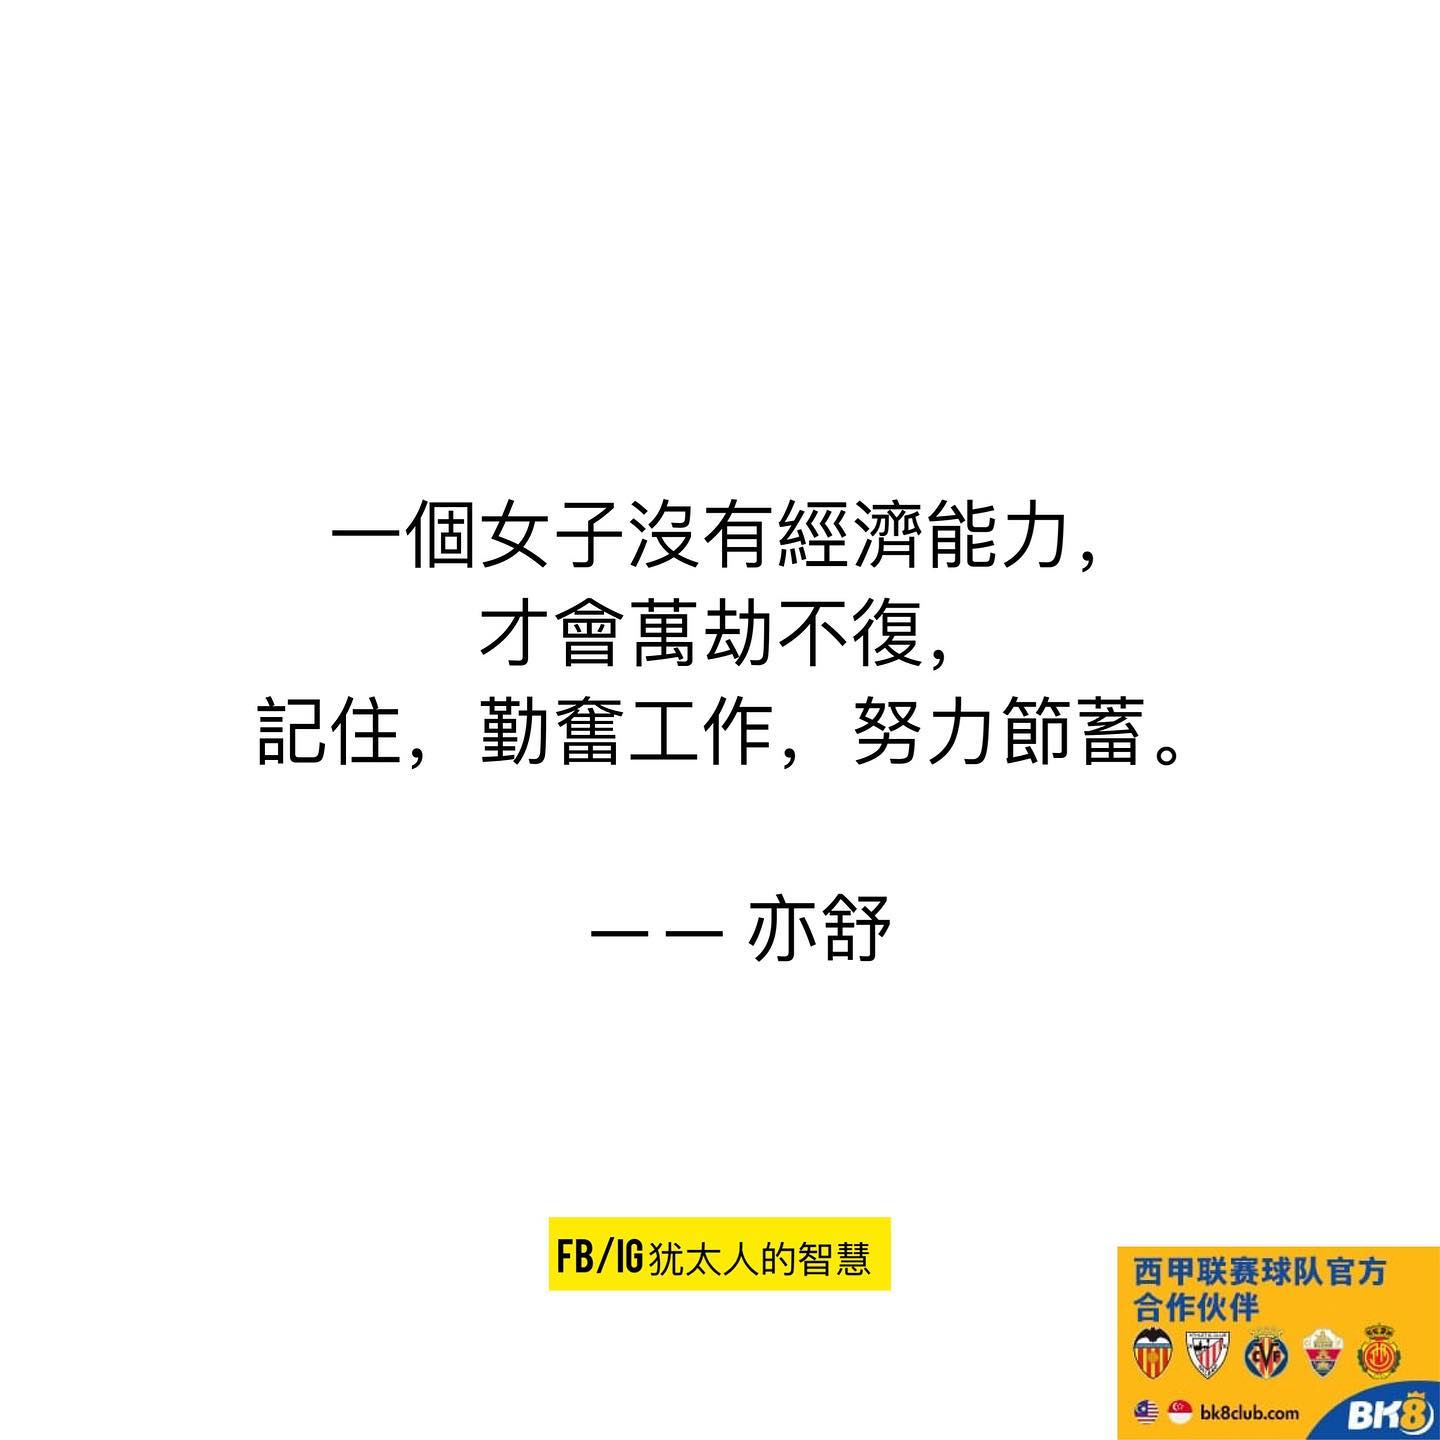 一個女子沒有經濟能力，
才會萬劫不復，
記住，勤奮工作，努力節蓄。
—— 亦舒
FB/IG犹太人的智慧
西甲联赛球队官方
合作伙伴
bk8club.com
BK8